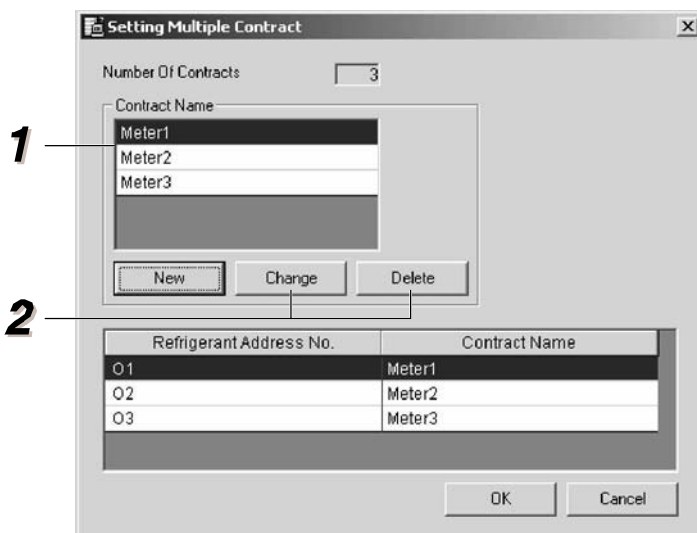 Setting Multiple Contract
Number Of Contracts 3
Contract Name
1
Meter1
Meter2
Meter3
New Change Delete
2
Refrigerant Address No. Contract Name
O1 Meter1
O2 Meter2
O3 Meter3
OK Cancel